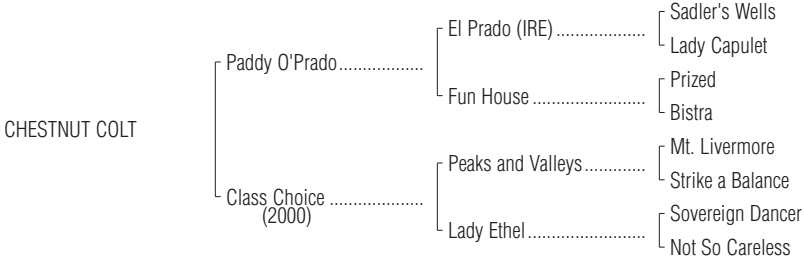 Sadler's Wells
El Prado (IRE)....................
Lady Capulet
Paddy O'Prado..................
Prized
Fun House.........................
Bistra
CHESTNUT COLT
Mt. Livermore
Peaks and Valleys.............
Strike a Balance
Class Choice....................
(2000)
Sovereign Dancer
Lady Ethel..........................
Not So Careless